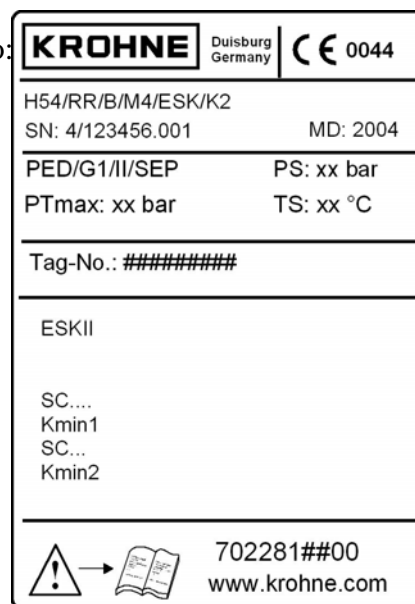 o:
KROHNE
Duisburg
Germany
CE 0044
H54/RR/B/M4/ESK/K2
SN: 4/123456.001 MD: 2004
PED/G1/II/SEP PS: xx bar
PTmax: xx bar TS: xx °C
Tag-No.: #########
ESKII
SC....
Kmin1
SC...
Kmin2
702281##00
www.krohne.com